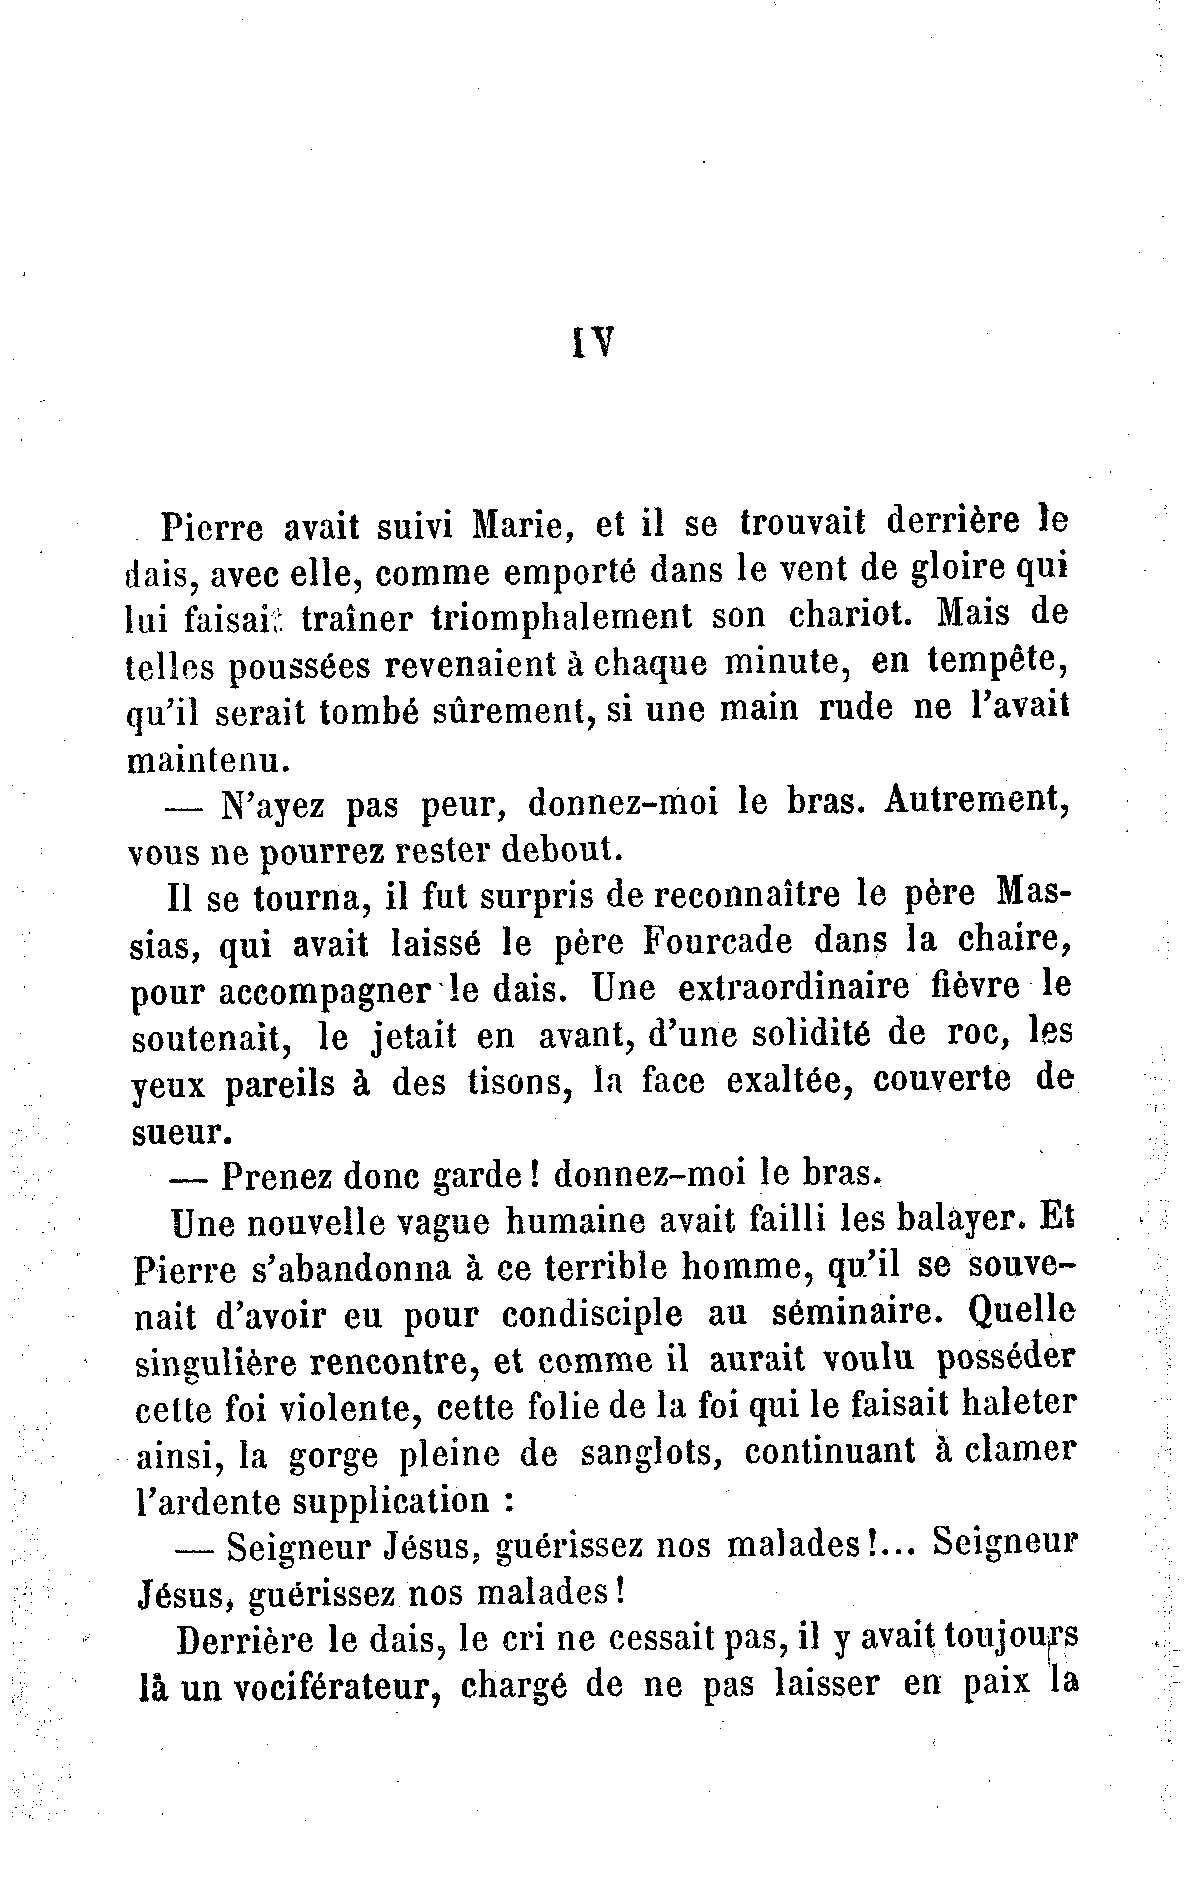 IV
Pierre avait suivi Marie, et il se trouvait derrière le
dais, avec elle, comme emporté dans le vent de gloire qui
lui faisait traîner triomphalement son chariot. Mais de
telles poussées revenaient à chaque minute, en tempête,
qu'il serait tombé sûrement, si une main rude ne l'avait
maintenu.
— N'ayez pas peur, donnez-moi le bras. Autrement,
vous ne pourrez rester debout.
Il se tourna, il fut surpris de reconnaître le père Mas-
sias, qui avait laissé le père Fourcade dans la chaire,
pour accompagner le dais. Une extraordinaire fièvre le
soutenait, le jetait en avant, d'une solidité de roc, les
yeux pareils à des tisons, la face exaltée, couverte de
sueur.
— Prenez donc garde ! donnez-moi le bras.
Une nouvelle vague humaine avait failli les balayer. Et
Pierre s'abandonna à ce terrible homme, qu'il se souve-
nait d'avoir eu pour condisciple au séminaire. Quelle
singulière rencontre, et comme il aurait voulu posséder
cette foi violente, cette folie de la foi qui le faisait haleter
ainsi, la gorge pleine de sanglots, continuant à clamer
l'ardente supplication :
— Seigneur Jésus, guérissez nos malades !... Seigneur
Jésus, guérissez nos malades !
Derrière le dais, le cri ne cessait pas, il y avait toujours
là un vociférateur, chargé de ne pas laisser en paix la